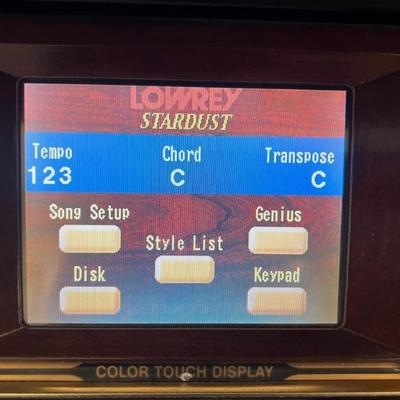 LOWREY
STARDUST
Tempo Chord Transpose
123 C C
Song Setup Genius
Style List
Disk Keypad
COLOR TOUCH DISPLAY